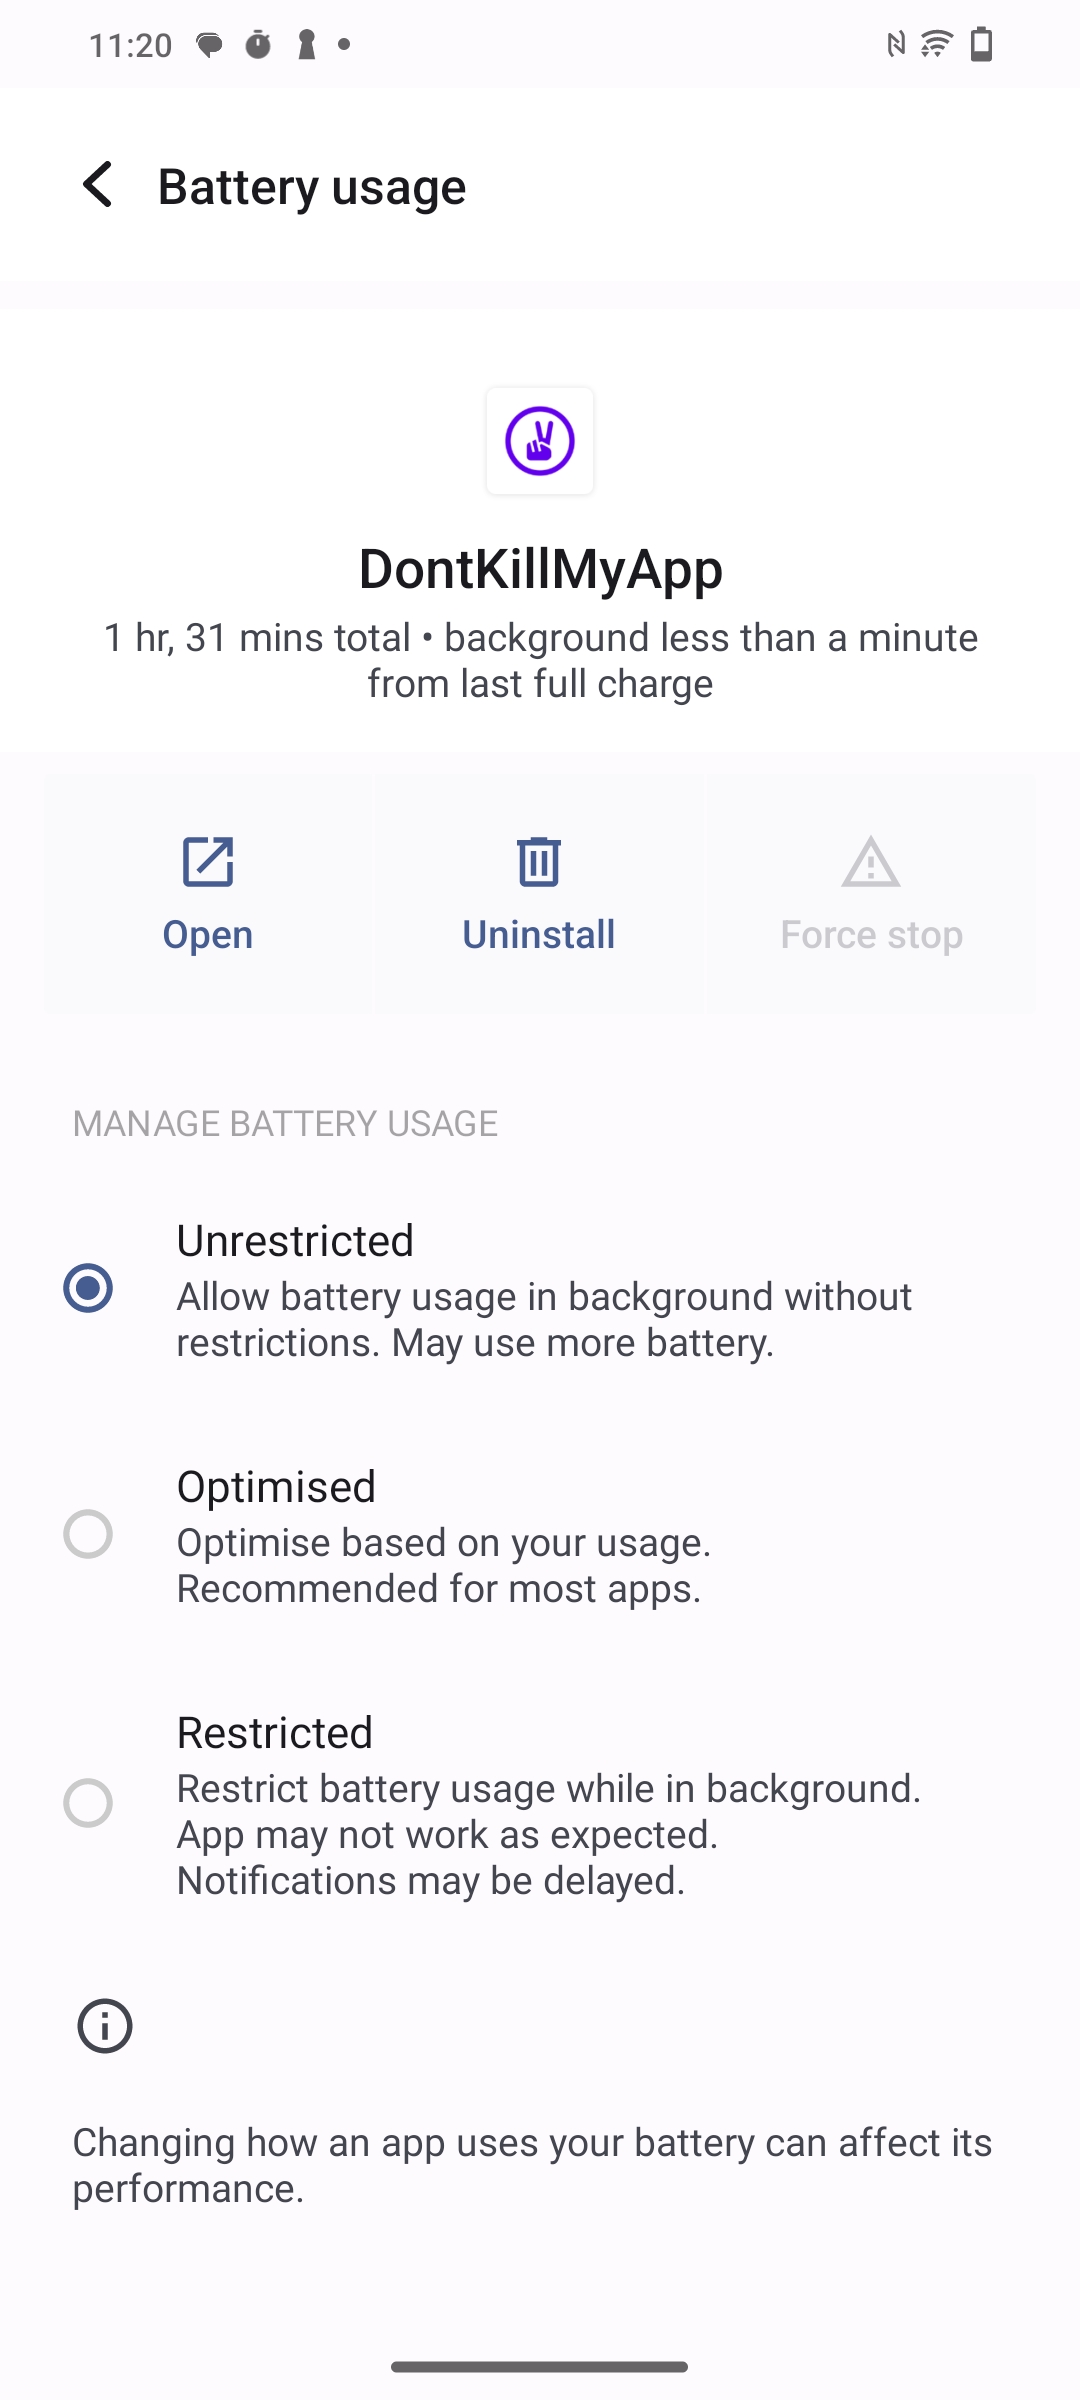 11:20
Battery usage
DontKillMyApp
1 hr, 31 mins total • background less than a minute
from last full charge
Open
Uninstall
Force stop
MANAGE BATTERY USAGE
Unrestricted
Allow battery usage in background without
restrictions. May use more battery.
Optimised
Optimise based on your usage.
Recommended for most apps.
Restricted
Restrict battery usage while in background.
App may not work as expected.
Notifications may be delayed.
Changing how an app uses your battery can affect its
performance.